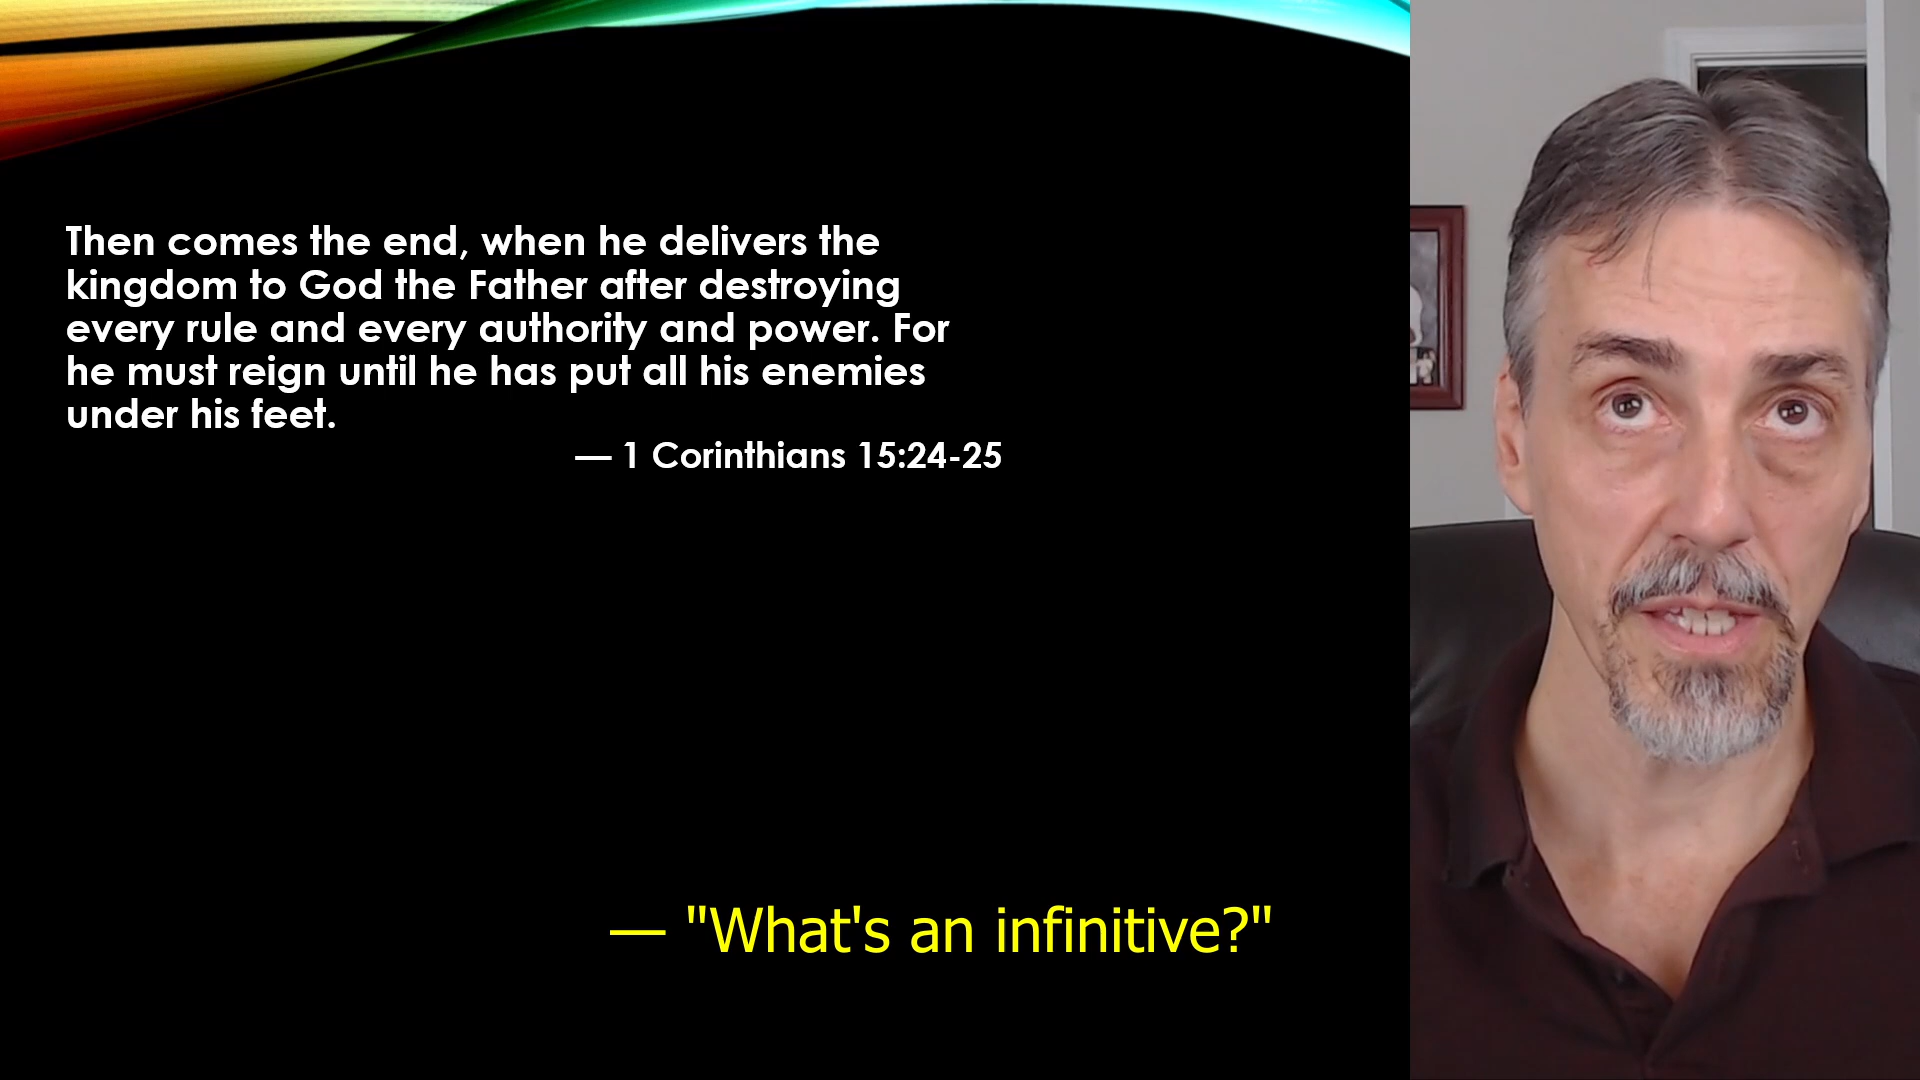 Then comes the end, when he delivers the
kingdom to God the Father after destroying
every rule and every authority and power. For
he must reign until he has put all his enemies
under his feet.
— 1 Corinthians 15:24-25
— "What's an infinitive?"